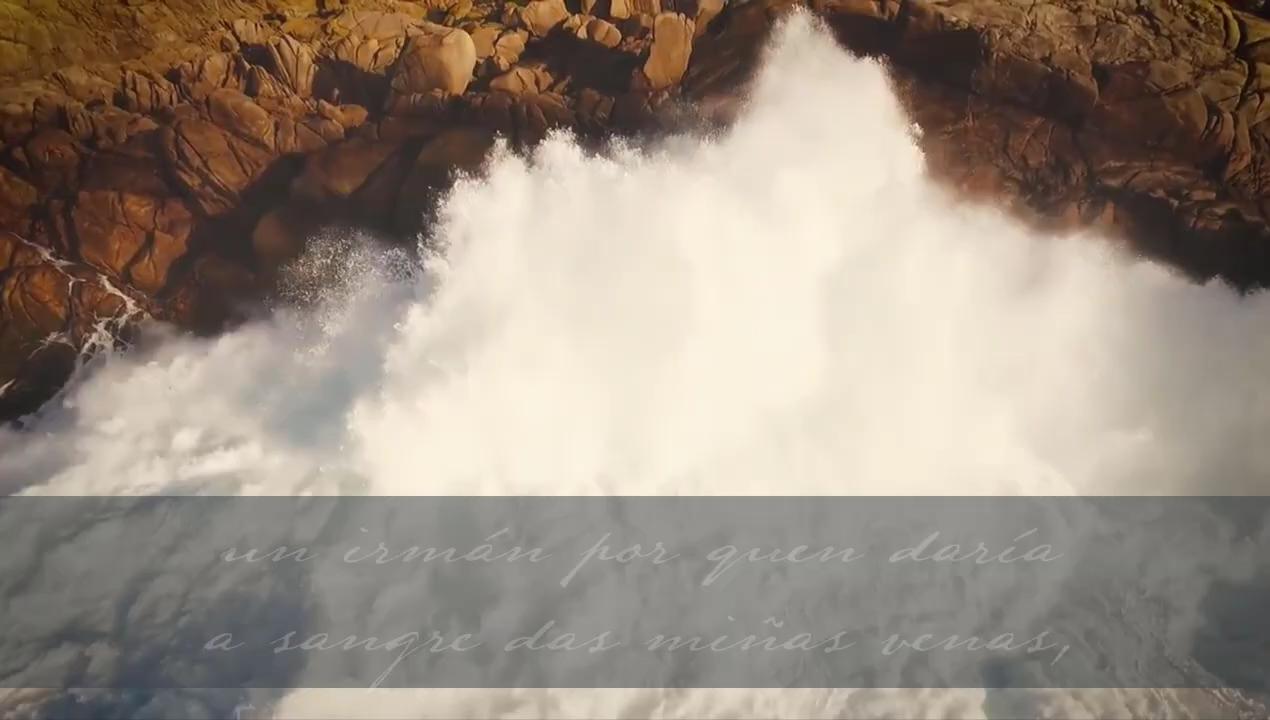 un irmán por quen daría
a sangre das miñas venas,